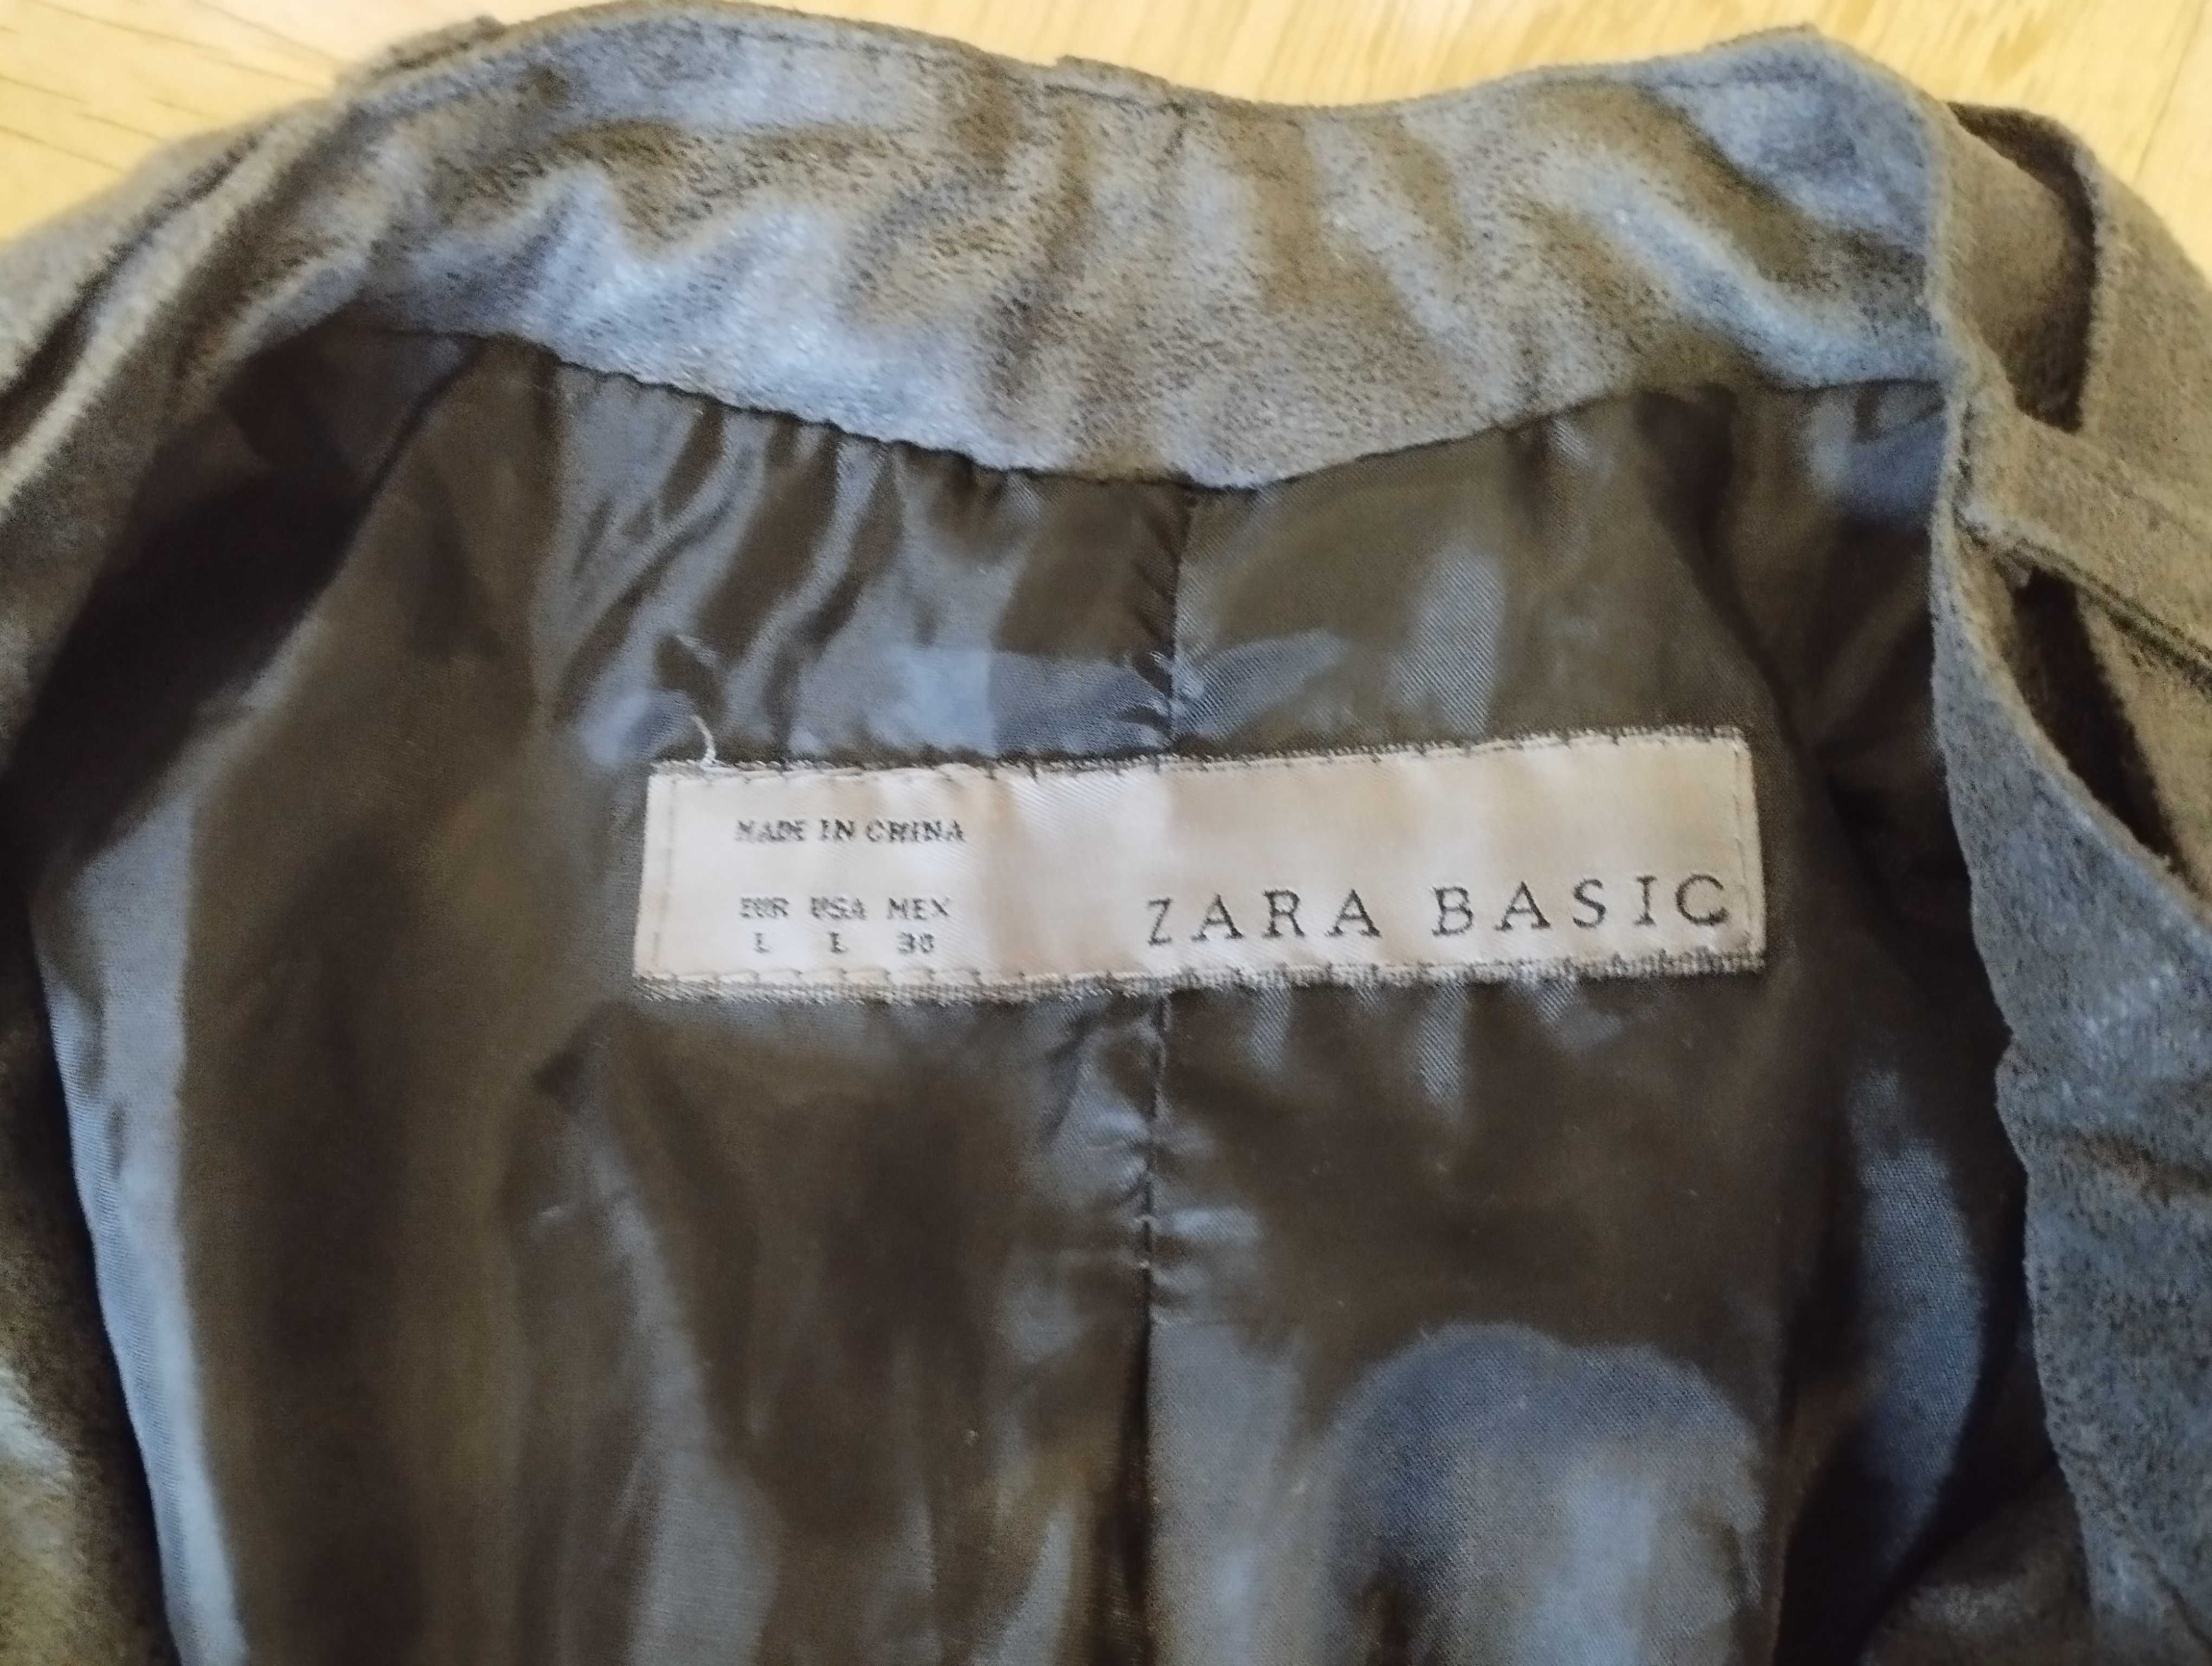 MADE IN CHINA
EUR USA MEX
L L 30
ZARA BASIC